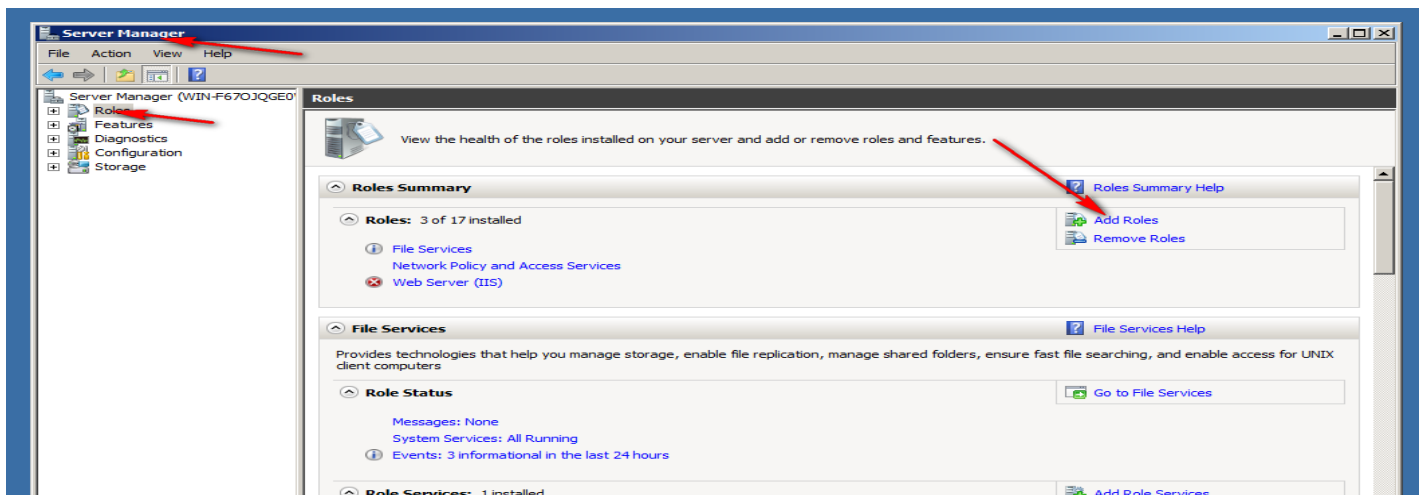 Server Manager
File Action View Help
Server Manager (WIN-F67OJQGE0
Roles
Features
Diagnostics
Configuration
Storage
Roles
View the health of the roles installed on your server and add or remove roles and features.
Roles Summary
Roles Summary Help
Roles: 3 of 17 installed
Add Roles
Remove Roles
File Services
Network Policy and Access Services
Web Server (IIS)
File Services
File Services Help
Provides technologies that help you manage storage, enable file replication, manage shared folders, ensure fast file searching, and enable access for UNIX
client computers
Role Status
Go to File Services
Messages: None
System Services: All Running
Events: 3 informational in the last 24 hours
Role Services: 1 installed
Add Role Services